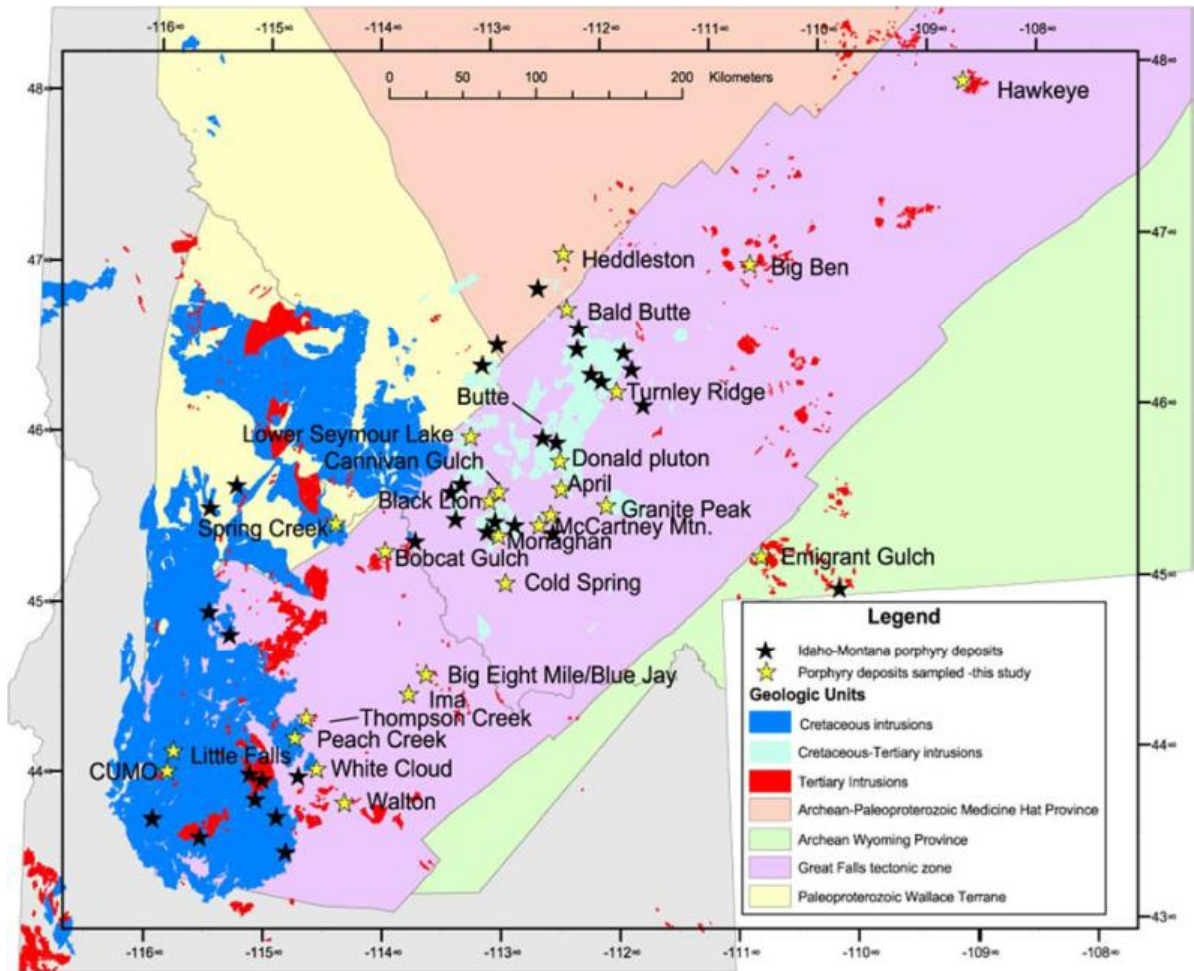 -116∞ -115∞ -114∞ -113∞ -112∞ -111∞ -110∞ -109∞ -108∞
0 50 100 200 Kilometers
48∞
48∞
Hawkeye
47∞
47∞
Heddleston
Big Ben
Bald Butte
46∞
46∞
Turnley Ridge
Butte
Lower Seymour Lake
Cannivan Gulch
Donald pluton
April
Black Lion
Granite Peak
Spring Creek
McCartney Mtn.
Monaghan
Bobcat Gulch
Emigrant Gulch
Cold Spring
45∞
45∞
Big Eight Mile/Blue Jay
Ima
Thompson Creek
Peach Creek
Little Falls
CUMO
White Cloud
Walton
44∞
44∞
43∞
Legend
Idaho-Montana porphyry deposits
Porphyry deposits sampled -this study
Geologic Units
Cretaceous intrusions
Cretaceous-Tertiary intrusions
Tertiary Intrusions
Archean-Paleoproterozoic Medicine Hat Province
Archean Wyoming Province
Great Falls tectonic zone
Paleoproterozoic Wallace Terrane
-116∞ -115∞ -114∞ -113∞ -112∞ -111∞ -110∞ -109∞ -108∞